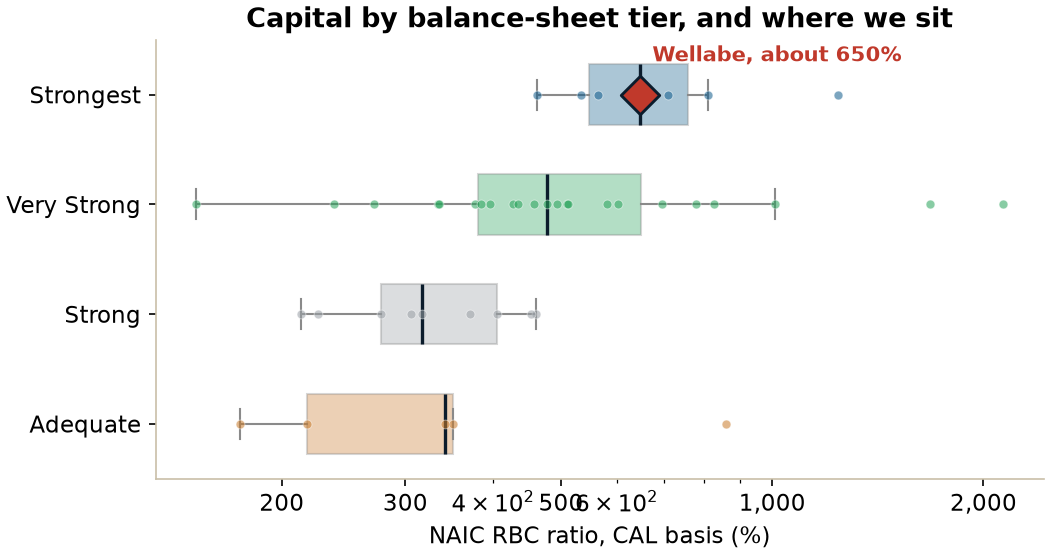 Capital by balance-sheet tier, and where we sit
Wellabe, about 650%
Strongest
Very Strong
Strong
Adequate
200 300 4 × 10² 500 6 × 10² 1,000 2,000
NAIC RBC ratio, CAL basis (%)